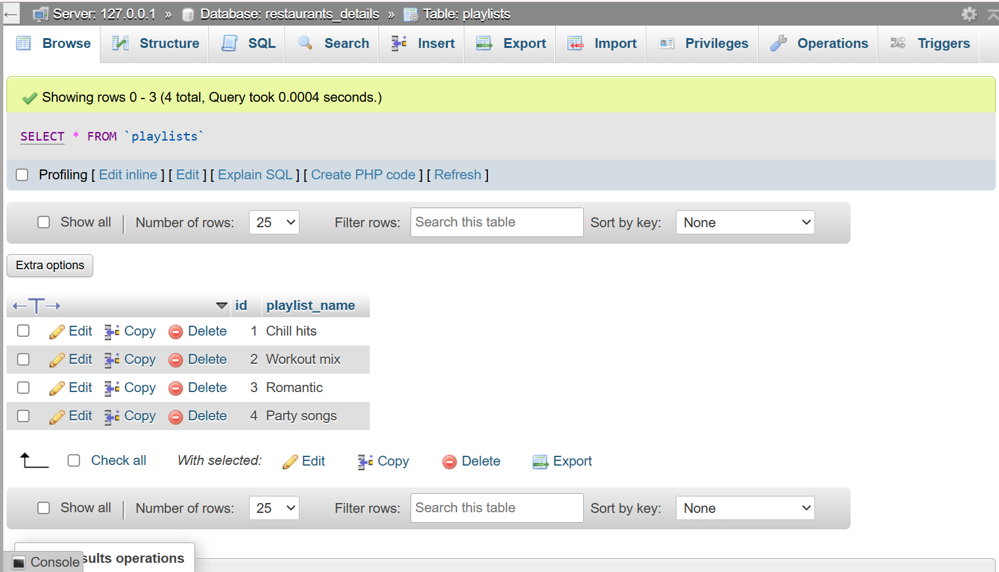 Server: 127.0.0.1 » Database: restaurants_details » Table: playlists
Browse Structure SQL Search Insert Export Import Privileges Operations Triggers
Showing rows 0 - 3 (4 total, Query took 0.0004 seconds.)
SELECT * FROM `playlists`
Profiling [ Edit inline ] [ Edit ] [ Explain SQL ] [ Create PHP code ] [ Refresh ]
Show all Number of rows: 25 Filter rows: Search this table Sort by key: None
Extra options
id playlist_name
Edit Copy Delete 1 Chill hits
Edit Copy Delete 2 Workout mix
Edit Copy Delete 3 Romantic
Edit Copy Delete 4 Party songs
Check all With selected: Edit Copy Delete Export
Show all Number of rows: 25 Filter rows: Search this table Sort by key: None
sults operations
Console